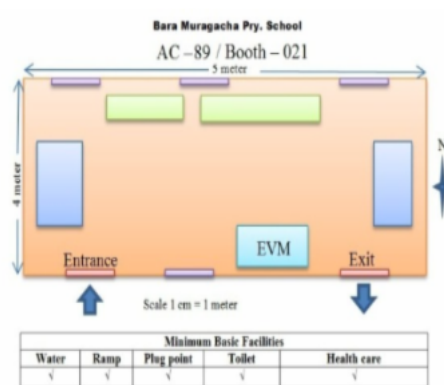 Bara Muragacha Pry. School
AC – 89 / Booth – 021
5 meter
4 meter
N
EVM
Entrance
Exit
Scale 1 cm = 1 meter
Minimum Basic Facilities
Water Ramp Plug point Toilet Health care
√ √ √ √ √